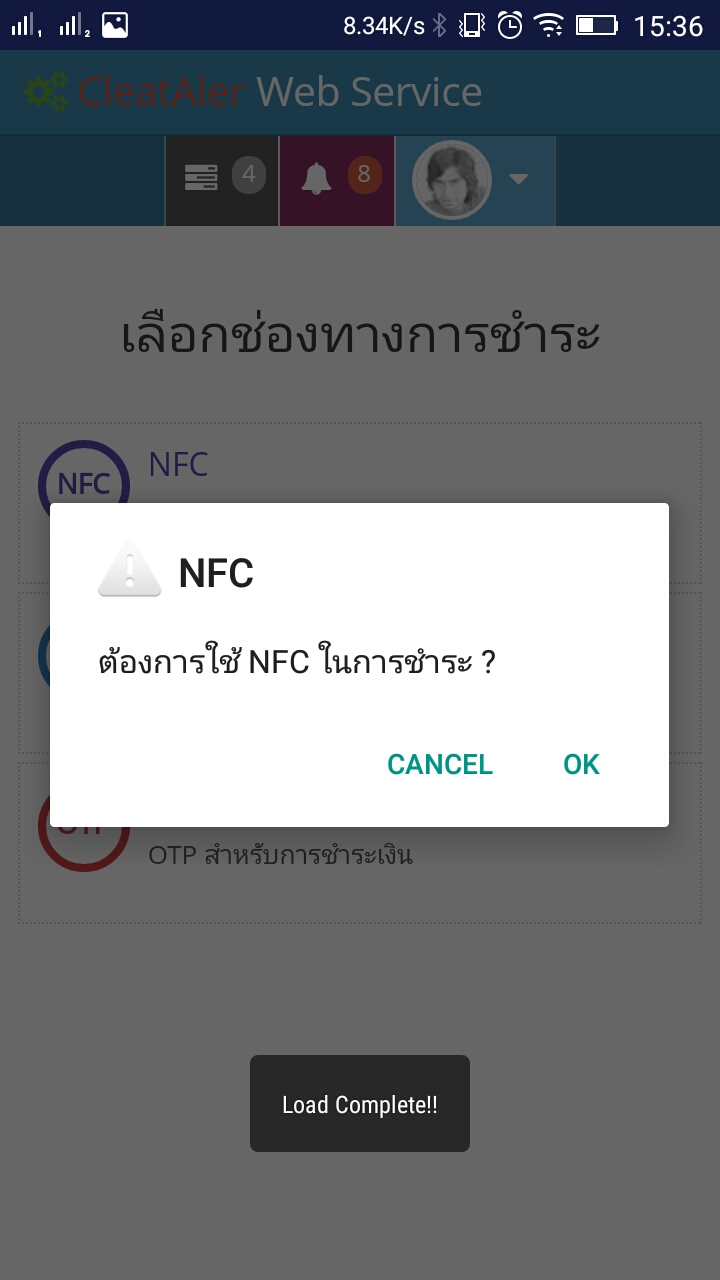 1 2 8.34K/s 15:36
CleatAler Web Service
4 8
เลือกช่องทางการชำระ
NFC NFC
NFC
ต้องการใช้ NFC ในการชำระ ?
CANCEL OK
OTP สำหรับการชำระเงิน
Load Complete!!